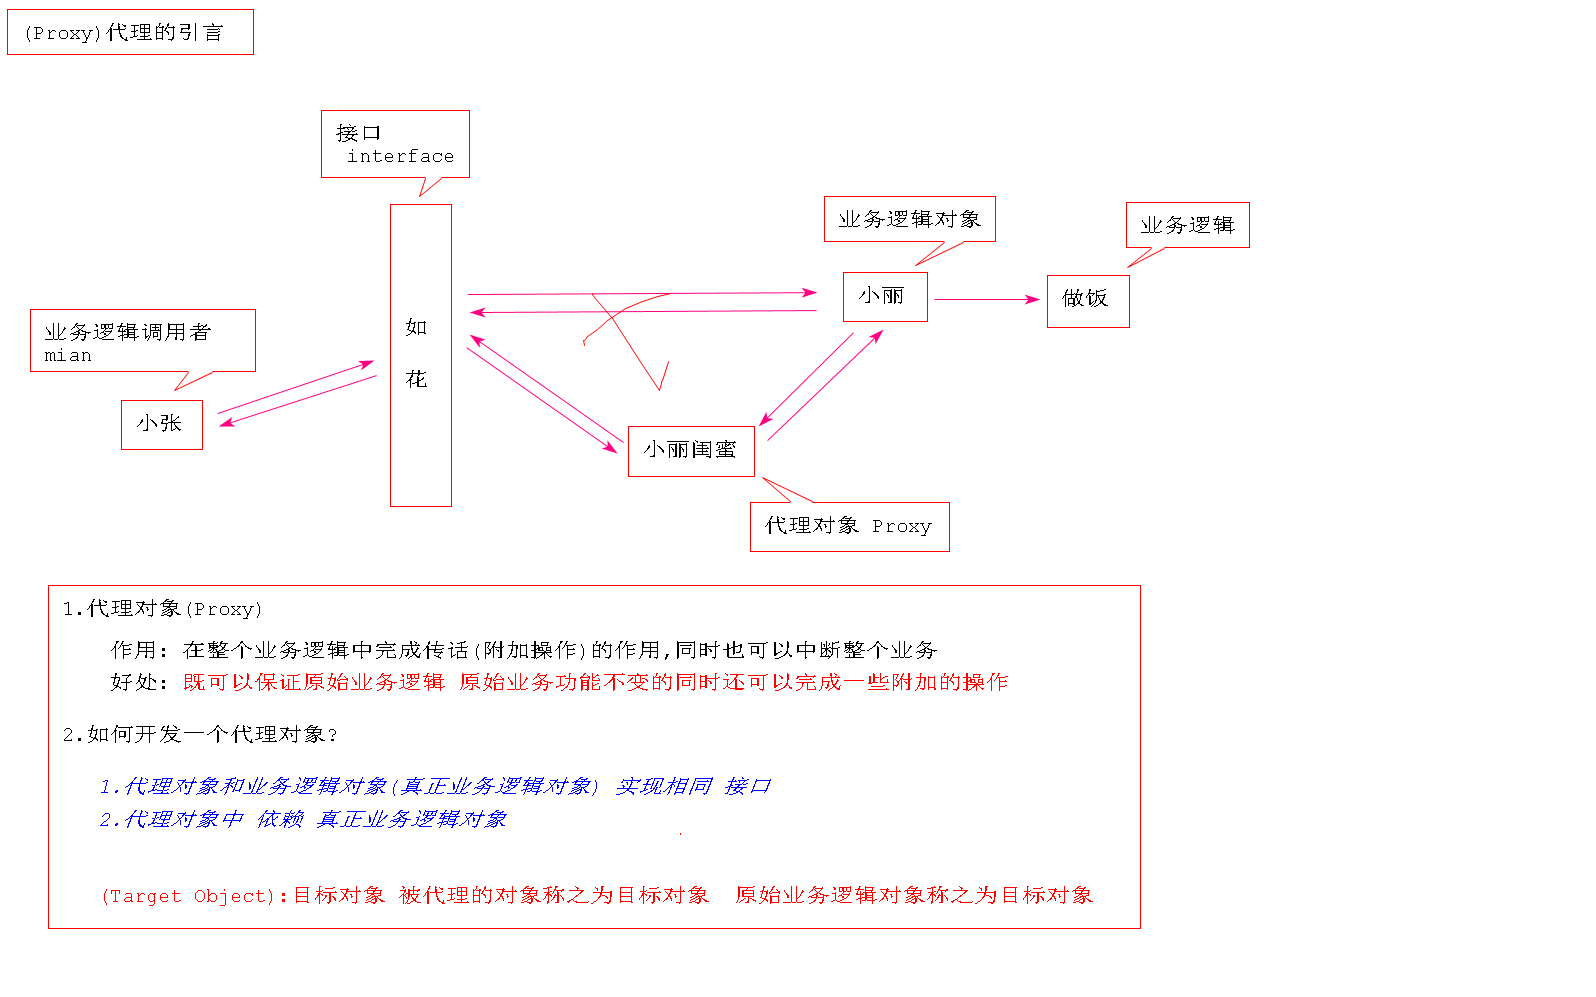 (Proxy)代理的引言
接口
interface
业务逻辑对象
业务逻辑
小丽
做饭
业务逻辑调用者
mian
如
花
小张
小丽闺蜜
代理对象 Proxy
1.代理对象(Proxy)
作用: 在整个业务逻辑中完成传话(附加操作)的作用,同时也可以中断整个业务
好处: 既可以保证原始业务逻辑 原始业务功能不变的同时还可以完成一些附加的操作
2.如何开发一个代理对象?
1.代理对象和业务逻辑对象(真正业务逻辑对象) 实现相同 接口
2.代理对象中 依赖 真正业务逻辑对象
(Target Object):目标对象 被代理的对象称之为目标对象 原始业务逻辑对象称之为目标对象